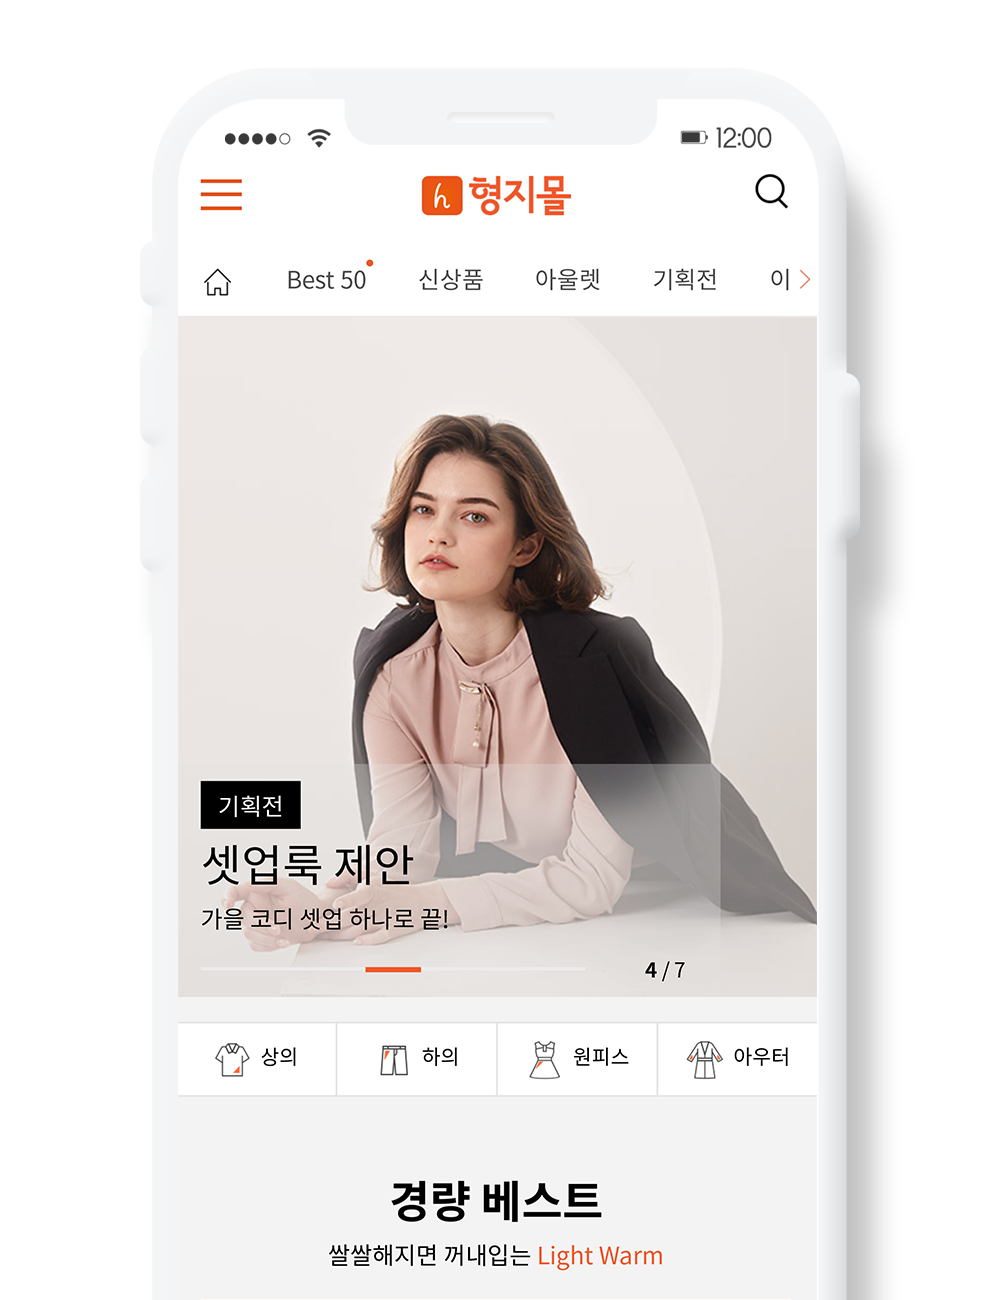 12:00
h 형지몰
Best 50 신상품 아울렛 기획전 이
기획전
셋업룩 제안
가을 코디 셋업 하나로 끝!
4 / 7
상의 하의 원피스 아우터
경량 베스트
쌀쌀해지면 꺼내입는 Light Warm